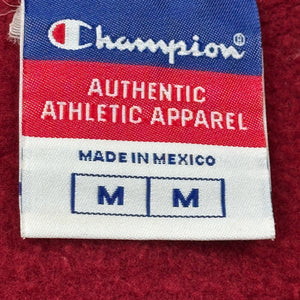 Champion®
AUTHENTIC
ATHLETIC APPAREL
MADE IN MEXICO
M M